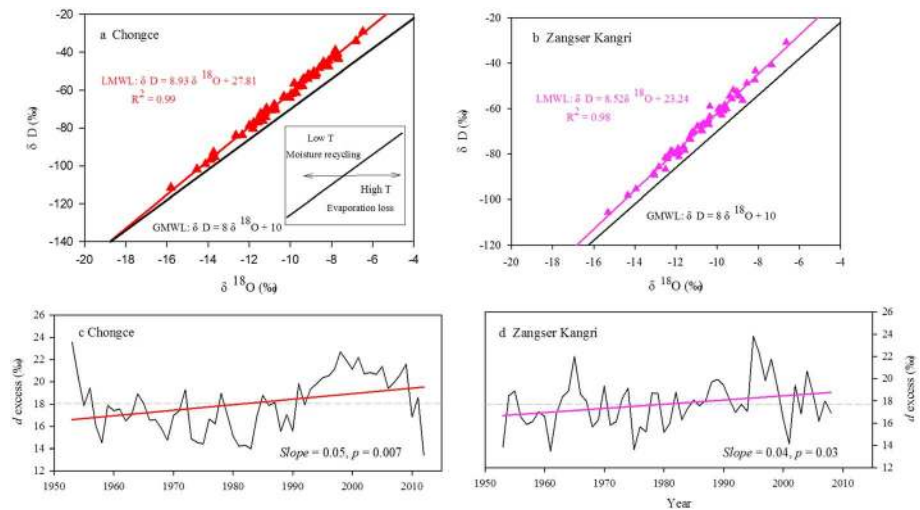 a Chongce
LMWL: δ D = 8.93 δ ¹⁸O + 27.81
R² = 0.99
Low T
Moisture recycling
High T
Evaporation loss
GMWL: δ D = 8 δ ¹⁸O + 10
δ D (‰)
-20
-40
-60
-80
-100
-120
-140
-20 -18 -16 -14 -12 -10 -8 -6 -4
δ ¹⁸O (‰)
b Zangser Kangri
LMWL: δ D = 8.52δ ¹⁸O + 23.24
R² = 0.98
GMWL: δ D = 8 δ ¹⁸O + 10
δ D (‰)
-20
-40
-60
-80
-100
-120
-20 -18 -16 -14 -12 -10 -8 -6 -4
δ ¹⁸O (‰)
c Chongce
Slope = 0.05, p = 0.007
d excess (‰)
26
24
22
20
18
16
14
12
1950 1960 1970 1980 1990 2000 2010
d Zangser Kangri
Slope = 0.04, p = 0.03
d excess (‰)
26
24
22
20
18
16
14
12
1950 1960 1970 1980 1990 2000 2010
Year